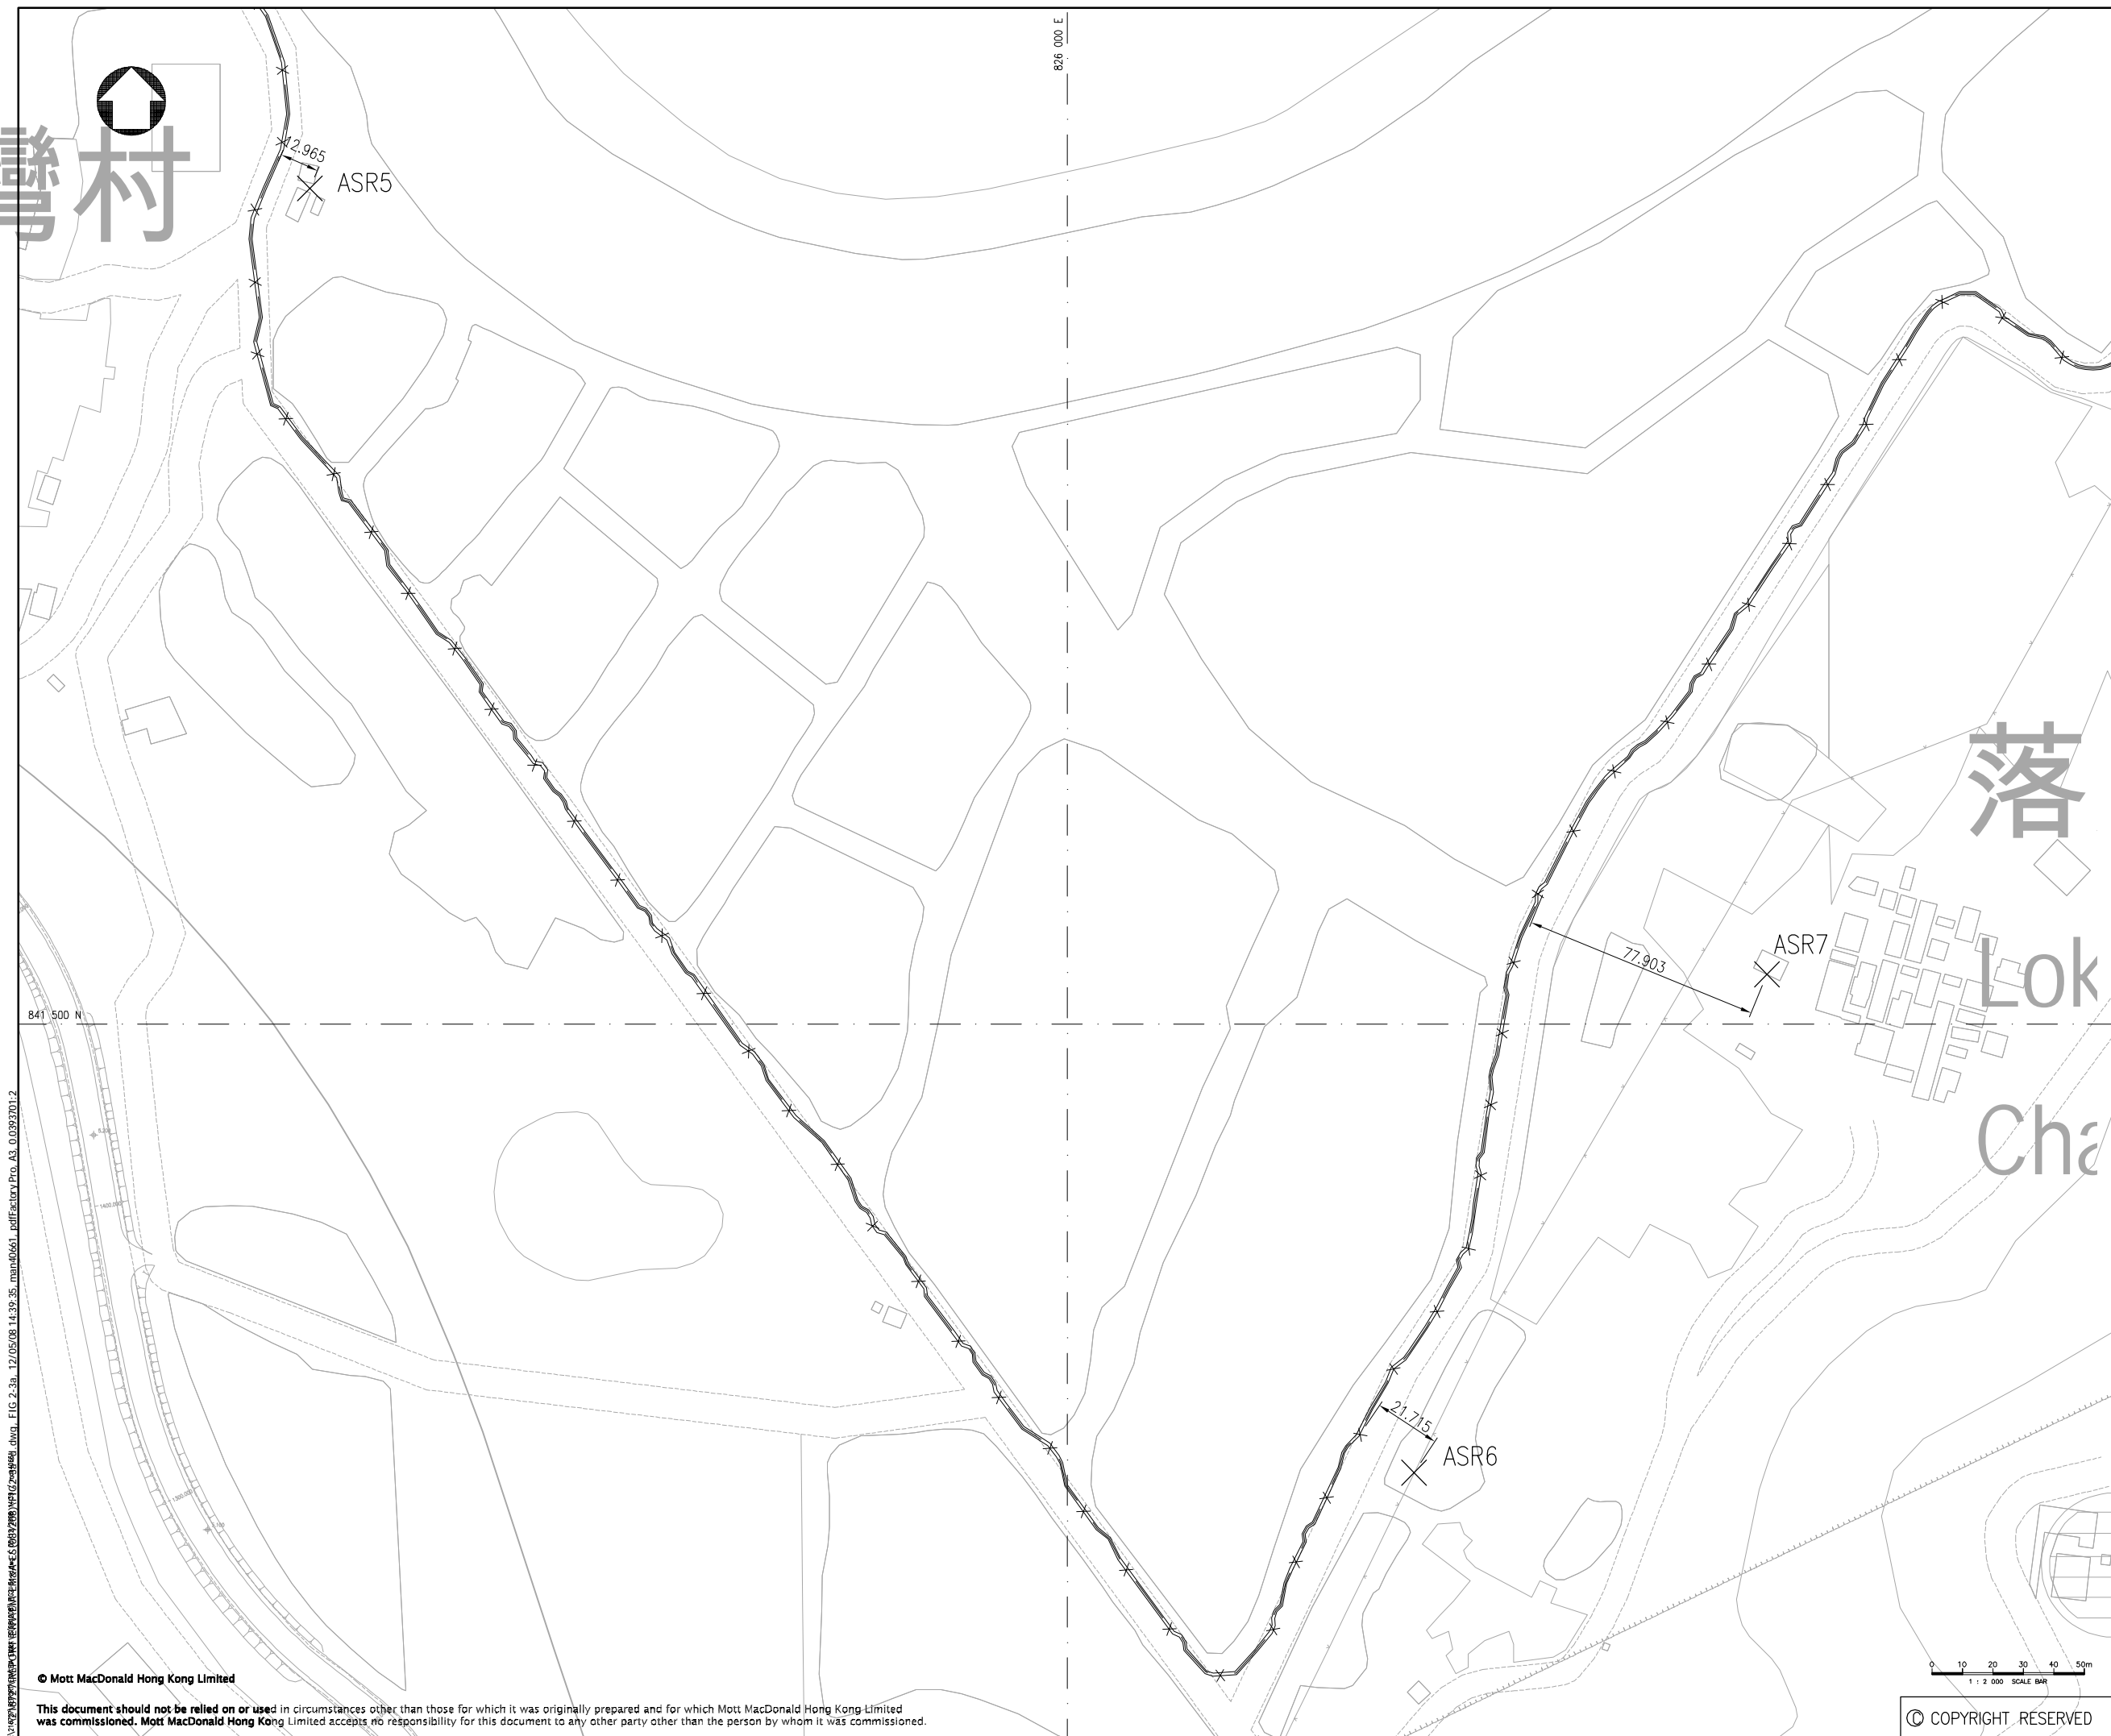 826 000 E
12.965
ASR5
灣村
落
ASR7
77.903
Lok
841 500 N
Cha
21.715
ASR6
© Mott MacDonald Hong Kong Limited
This document should not be relied on or used in circumstances other than those for which it was originally prepared and for which Mott MacDonald Hong Kong Limited
was commissioned. Mott MacDonald Hong Kong Limited accepts no responsibility for this document to any other party other than the person by whom it was commissioned.
0 10 20 30 40 50m
1 : 2 000 SCALE BAR
© COPYRIGHT RESERVED